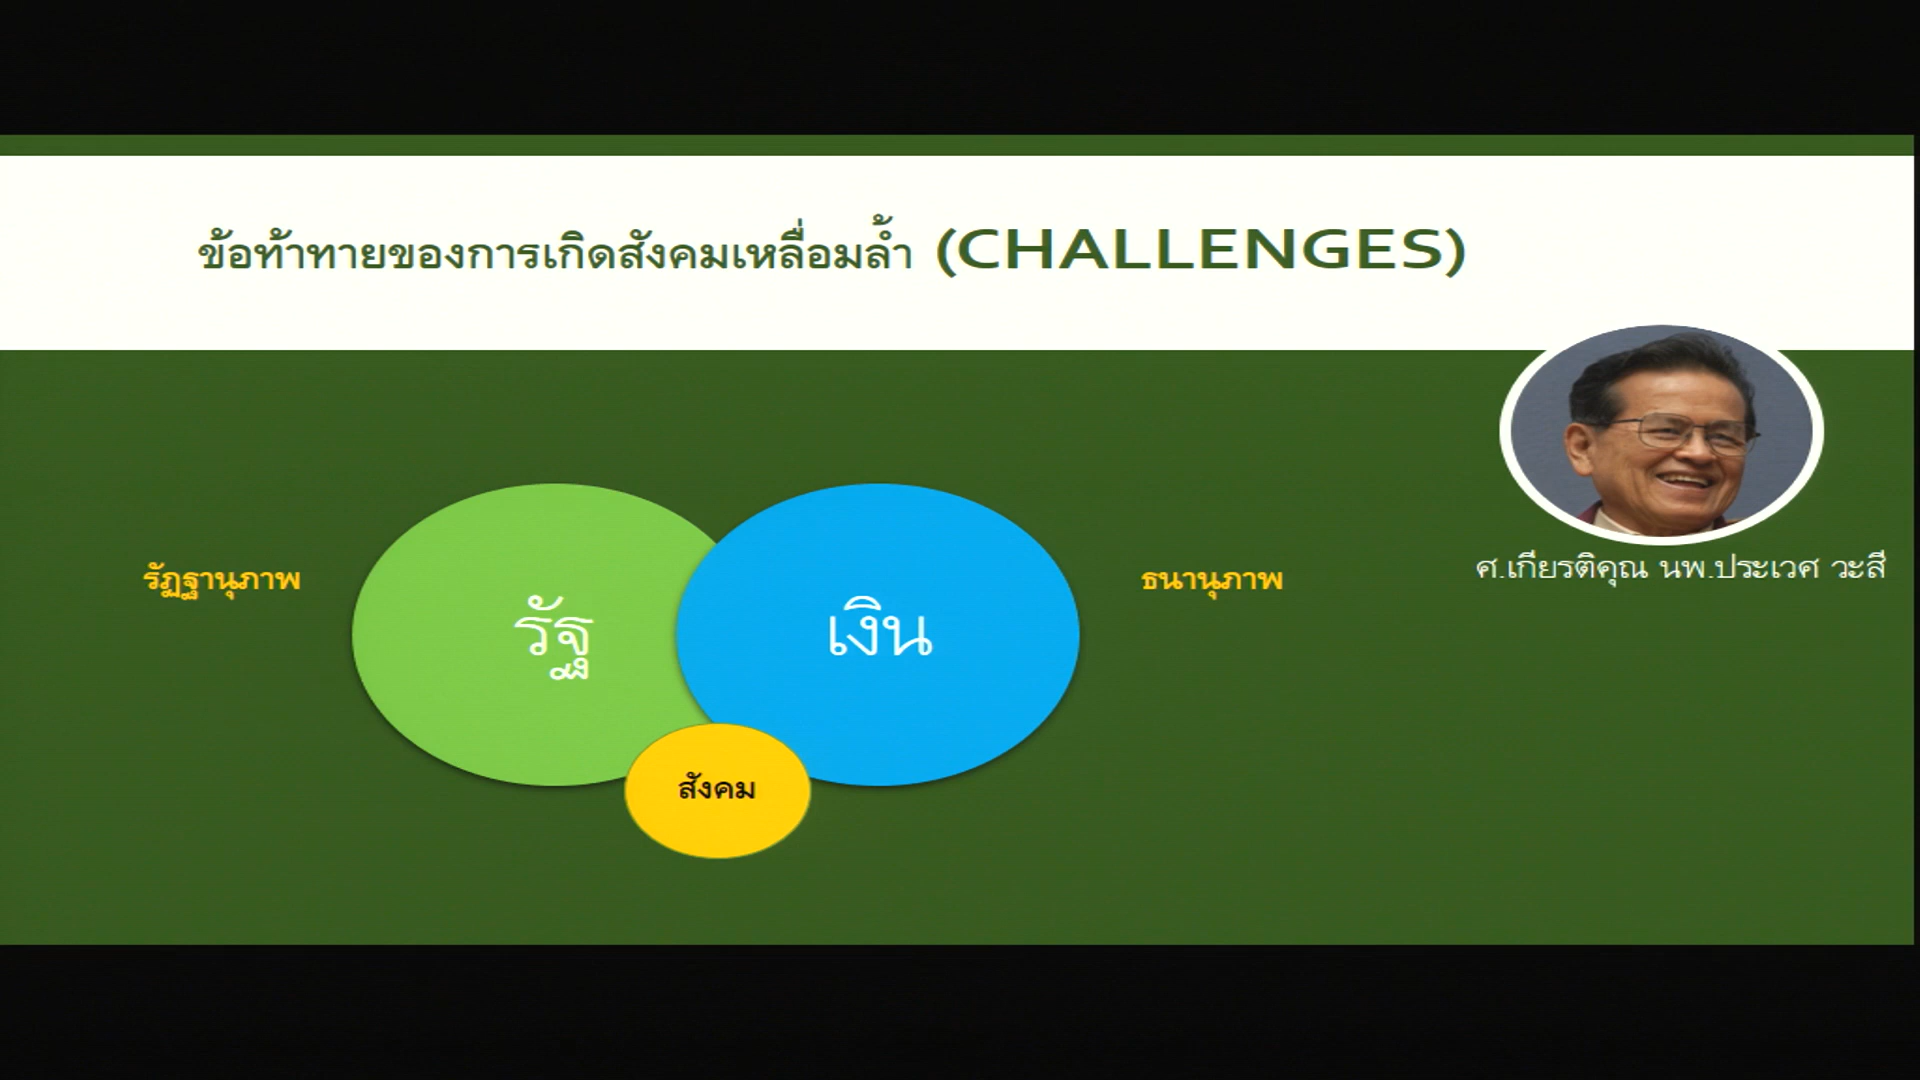 ข้อท้าทายของการเกิดสังคมเหลื่อมล้ำ (CHALLENGES)
รัฏฐานุภาพ
รัฐ
เงิน
ธนานุภาพ
สังคม
ศ.เกียรติคุณ นพ.ประเวศ วะสี